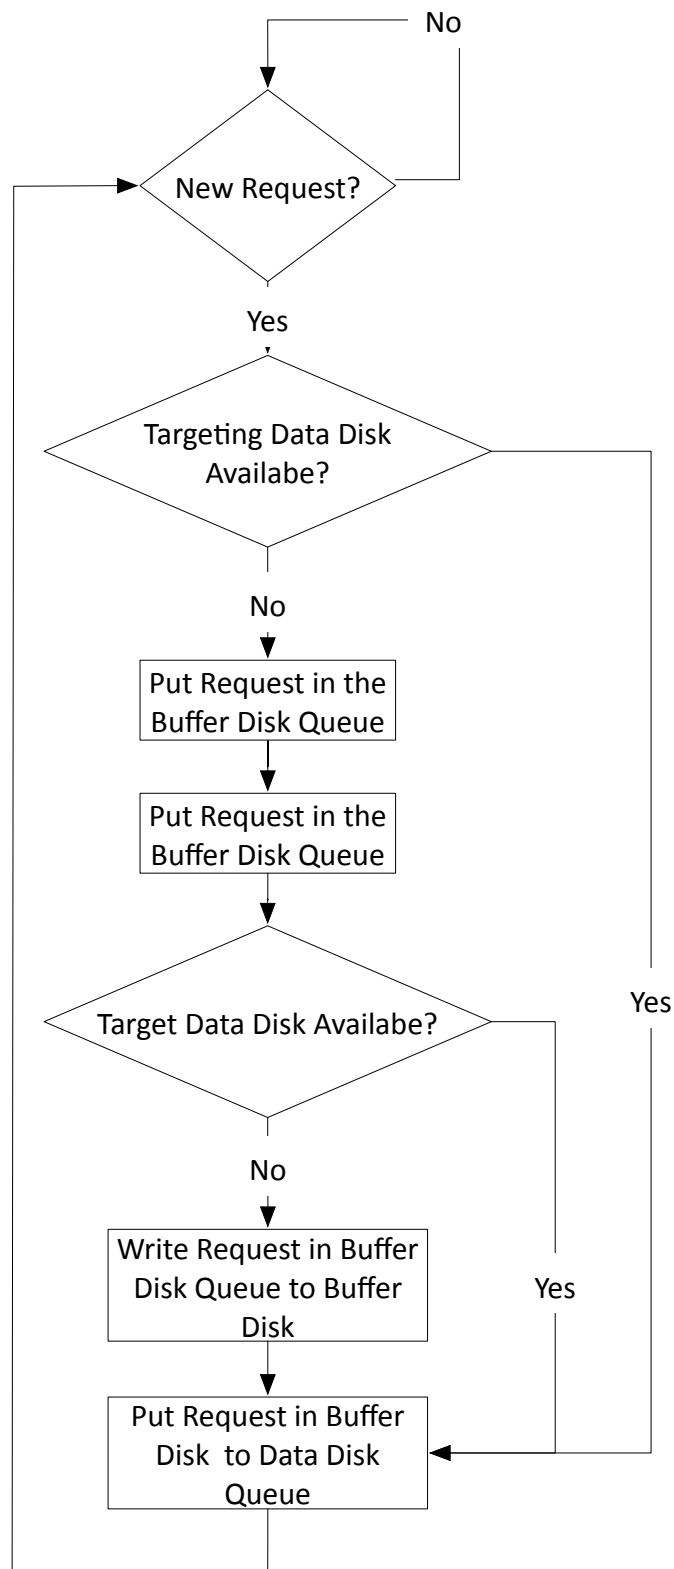 No
New Request?
Yes
Targeting Data Disk
Availabe?
No
Put Request in the
Buffer Disk Queue
Put Request in the
Buffer Disk Queue
Yes
Target Data Disk Availabe?
No
Write Request in Buffer
Disk Queue to Buffer
Disk
Yes
Put Request in Buffer
Disk to Data Disk
Queue